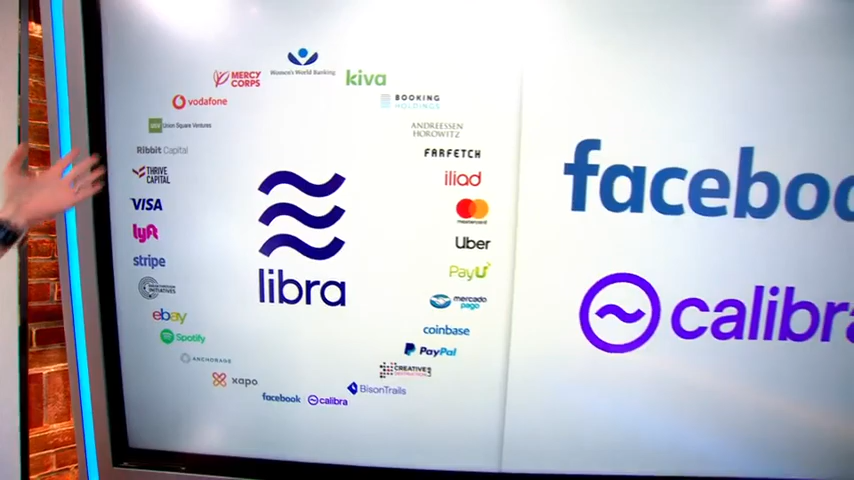 Women's World Banking
MERCY
CORPS
kiva
vodafone
BOOKING
HOLDINGS
Union Square Ventures
ANDREESSEN
HOROWITZ
Ribbit Capital
FARFETCH
THRIVE
CAPITAL
iliad
VISA
mastercard
lyft
Uber
stripe
PayU
INITIATIVES
mercado
pago
ebay
coinbase
Spotify
PayPal
ANCHORAGE
CREATIVE
DESTRUCTION
xapo
BisonTrails
facebook
calibra
libra
faceboo
calibra